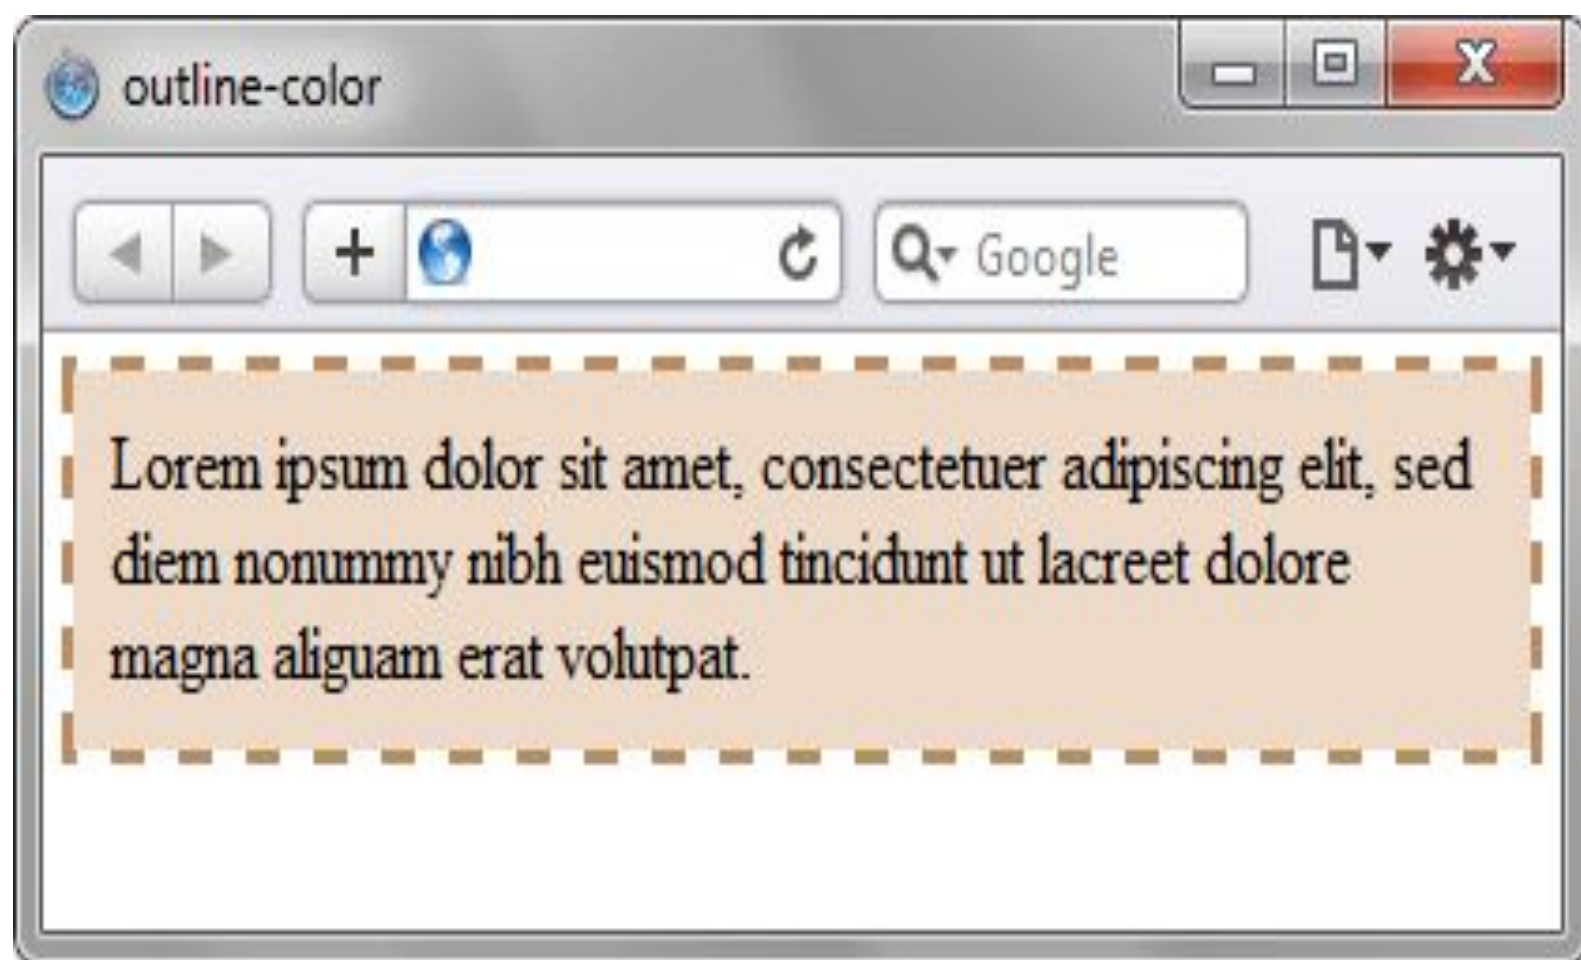 outline-color
Google
Lorem ipsum dolor sit amet, consectetuer adipiscing elit, sed
diem nonummy nibh euismod tincidunt ut lacreet dolore
magna aliguam erat volutpat.